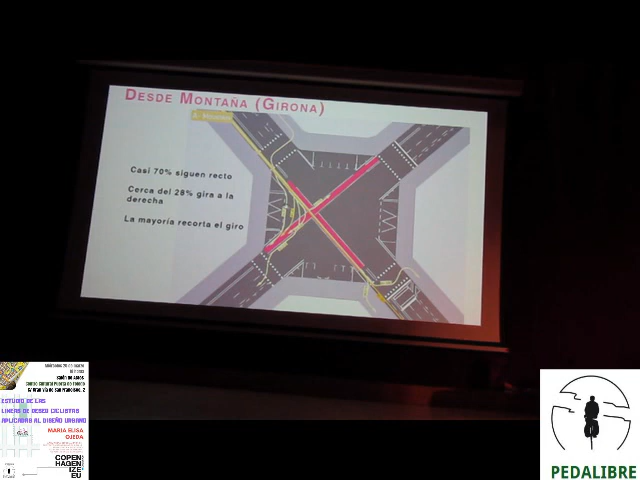 DESDE MONTAÑA (GIRONA)
Casi 70% siguen recto
Cerca del 28% gira a la
derecha
La mayoría recorta el giro
ESTUDIO DE LAS
LINEAS DE DESEO CICLISTAS
APLICADAS AL DISEÑO URBANO
MARIA ELISA
OJEDA
COPEN
HAGEN
IZE
EU
PEDALIBRE